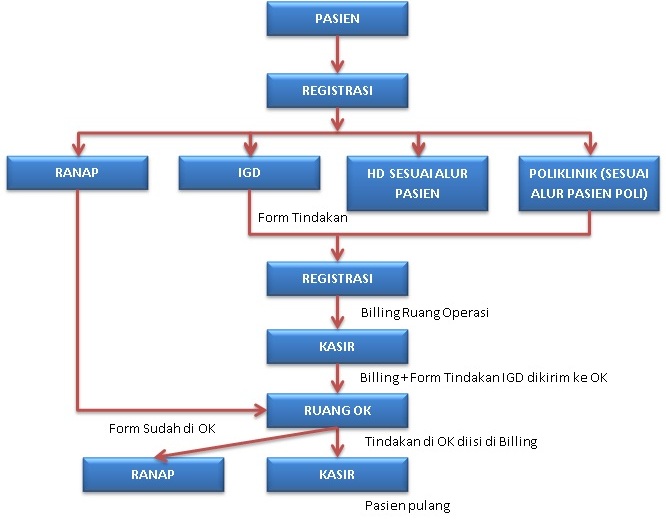 PASIEN
REGISTRASI
RANAP
IGD
HD SESUAI ALUR
PASIEN
POLIKLINIK (SESUAI
ALUR PASIEN POLI)
Form Tindakan
REGISTRASI
Billing Ruang Operasi
KASIR
Billing+Form Tindakan IGD dikirim ke OK
RUANG OK
Form Sudah di OK
Tindakan di OK diisi di Billing
RANAP
KASIR
Pasien pulang